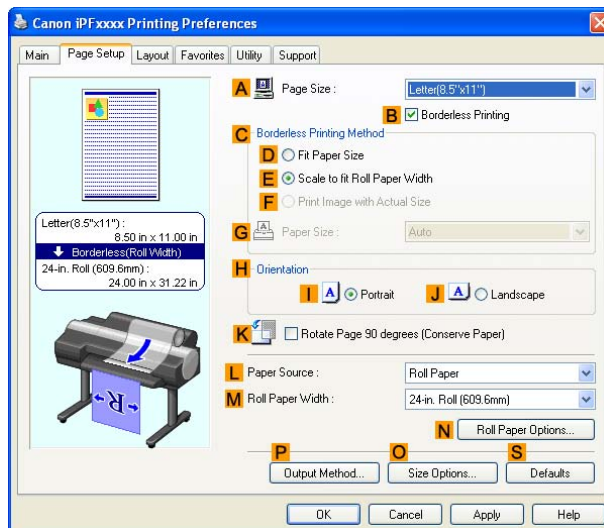 Canon iPFxxxx Printing Preferences
Main Page Setup Layout Favorites Utility Support
A Page Size : Letter(8.5"x11")
B Borderless Printing
C Borderless Printing Method
D Fit Paper Size
E Scale to fit Roll Paper Width
F Print Image with Actual Size
G Paper Size : Auto
Letter(8.5"x11") :
8.50 in x 11.00 in
Borderless(Roll Width)
24-in. Roll (609.6mm) :
24.00 in x 31.22 in
R
H Orientation
I A Portrait J A Landscape
K Rotate Page 90 degrees (Conserve Paper)
L Paper Source : Roll Paper
M Roll Paper Width : 24-in. Roll (609.6mm)
N Roll Paper Options...
P O S
Output Method... Size Options... Defaults
OK Cancel Apply Help